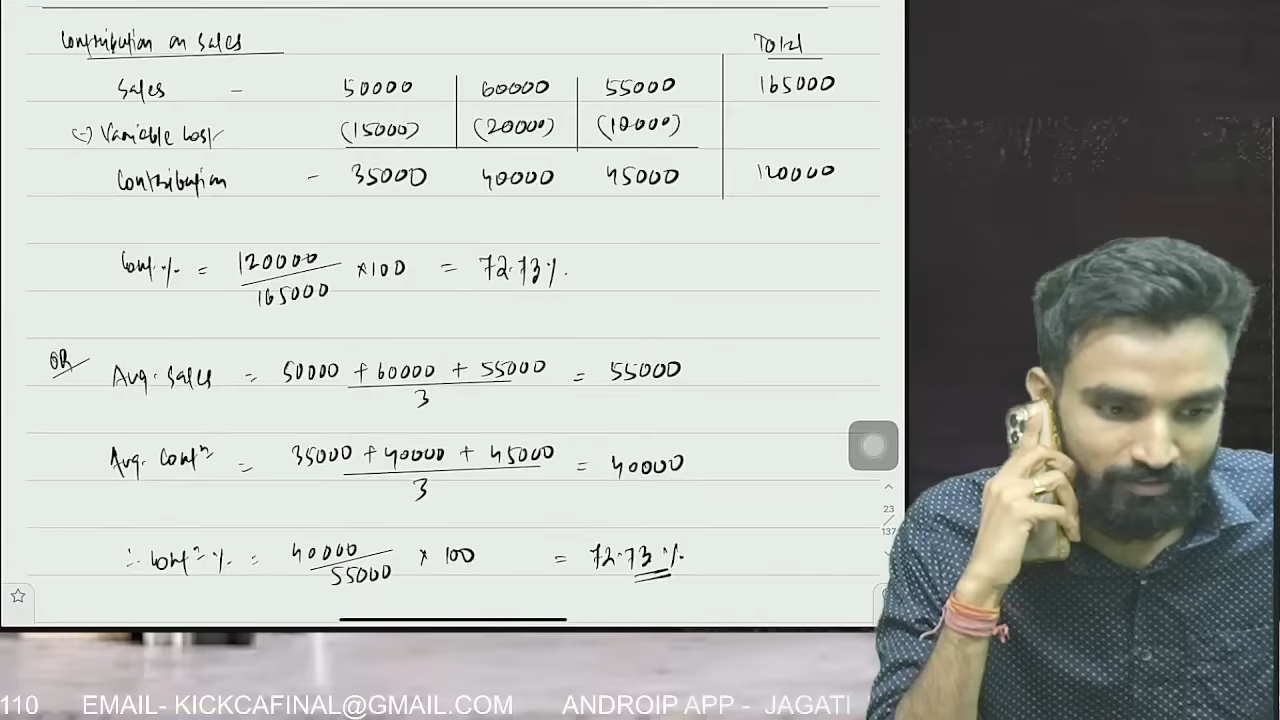 Contribution on Sales
Total
Sales - 50000 60000 55000 165000
(-) Variable Cost (15000) (20000) (10000)
Contribution - 35000 40000 45000 120000
Cont.% = 120000 / 165000 ×100 = 72.73%.
OR
Avg. Sales = 50000 + 60000 + 55000 / 3 = 55000
Avg. Contⁿ = 35000 + 40000 + 45000 / 3 = 40000
∴ Contⁿ % = 40000 / 55000 × 100 = 72.73%
23
/
137
110 EMAIL- KICKCAFINAL@GMAIL.COM ANDROIP APP - JAGATI